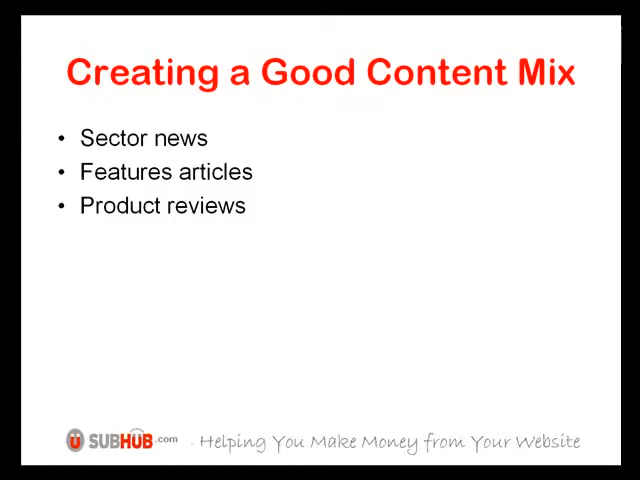 Creating a Good Content Mix
• Sector news
• Features articles
• Product reviews
SUBHUB.com - Helping You Make Money from Your Website